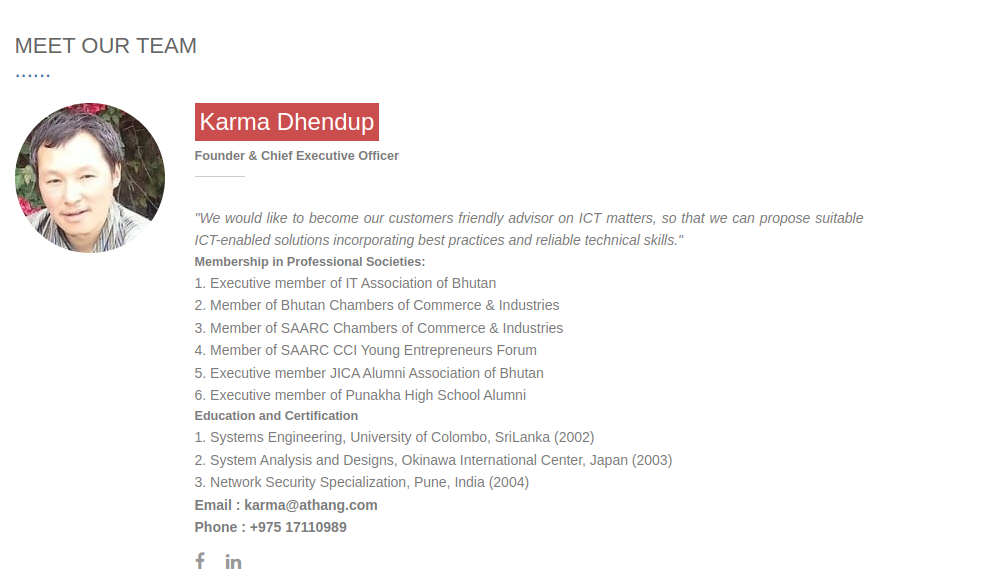 MEET OUR TEAM
......
Karma Dhendup
Founder & Chief Executive Officer
"We would like to become our customers friendly advisor on ICT matters, so that we can propose suitable
ICT-enabled solutions incorporating best practices and reliable technical skills."
Membership in Professional Societies:
1. Executive member of IT Association of Bhutan
2. Member of Bhutan Chambers of Commerce & Industries
3. Member of SAARC Chambers of Commerce & Industries
4. Member of SAARC CCI Young Entrepreneurs Forum
5. Executive member JICA Alumni Association of Bhutan
6. Executive member of Punakha High School Alumni
Education and Certification
1. Systems Engineering, University of Colombo, SriLanka (2002)
2. System Analysis and Designs, Okinawa International Center, Japan (2003)
3. Network Security Specialization, Pune, India (2004)
Email : karma@athang.com
Phone : +975 17110989